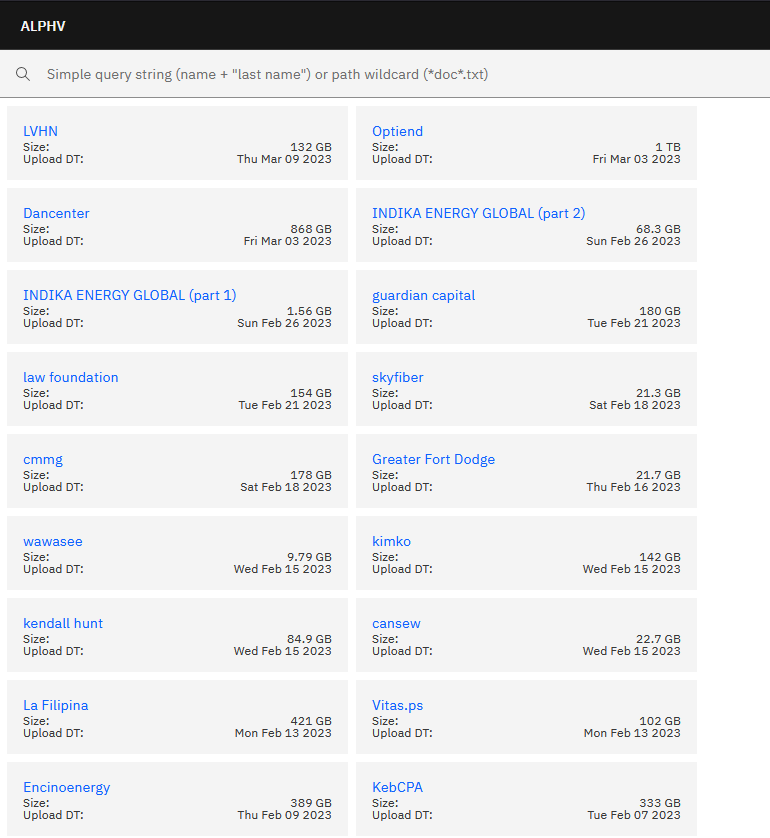 ALPHV
Simple query string (name + "last name") or path wildcard (*doc*.txt)
LVHN
Size: 132 GB
Upload DT: Thu Mar 09 2023
Optiend
Size: 1 TB
Upload DT: Fri Mar 03 2023
Dancenter
Size: 868 GB
Upload DT: Fri Mar 03 2023
INDIKA ENERGY GLOBAL (part 2)
Size: 68.3 GB
Upload DT: Sun Feb 26 2023
INDIKA ENERGY GLOBAL (part 1)
Size: 1.56 GB
Upload DT: Sun Feb 26 2023
guardian capital
Size: 180 GB
Upload DT: Tue Feb 21 2023
law foundation
Size: 154 GB
Upload DT: Tue Feb 21 2023
skyfiber
Size: 21.3 GB
Upload DT: Sat Feb 18 2023
cmmg
Size: 178 GB
Upload DT: Sat Feb 18 2023
Greater Fort Dodge
Size: 21.7 GB
Upload DT: Thu Feb 16 2023
wawasee
Size: 9.79 GB
Upload DT: Wed Feb 15 2023
kimko
Size: 142 GB
Upload DT: Wed Feb 15 2023
kendall hunt
Size: 84.9 GB
Upload DT: Wed Feb 15 2023
cansew
Size: 22.7 GB
Upload DT: Wed Feb 15 2023
La Filipina
Size: 421 GB
Upload DT: Mon Feb 13 2023
Vitas.ps
Size: 102 GB
Upload DT: Mon Feb 13 2023
Encinoenergy
Size: 389 GB
Upload DT: Thu Feb 09 2023
KebCPA
Size: 333 GB
Upload DT: Tue Feb 07 2023